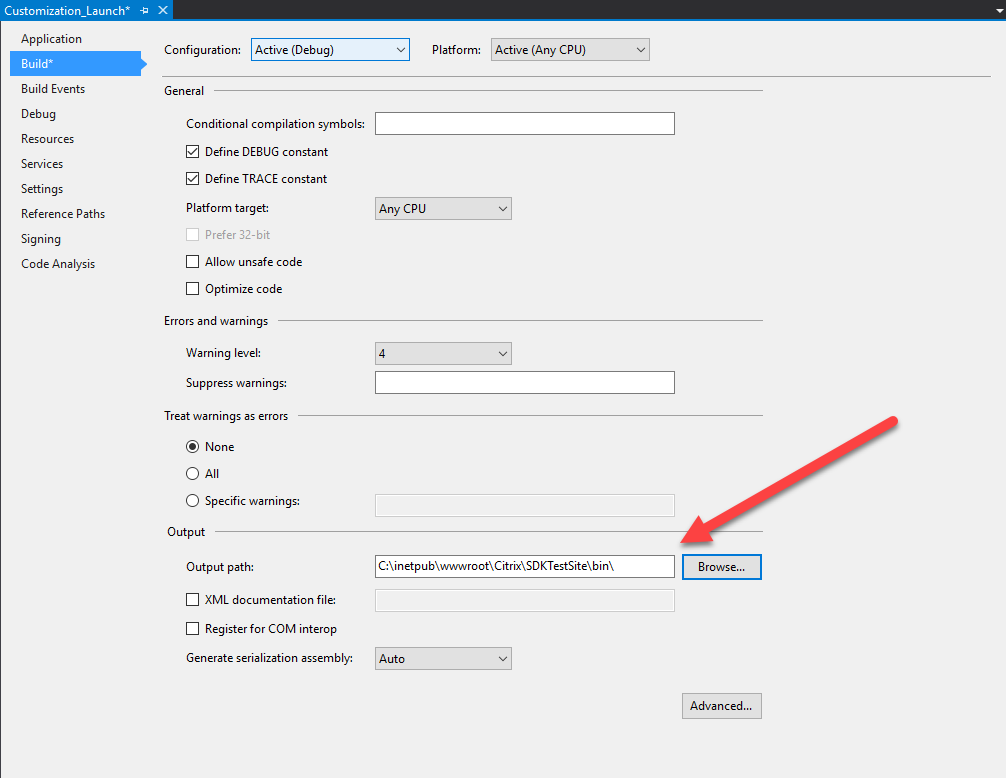 Customization_Launch*
Application
Build*
Build Events
Debug
Resources
Services
Settings
Reference Paths
Signing
Code Analysis
Configuration: Active (Debug) Platform: Active (Any CPU)
General
Conditional compilation symbols:
Define DEBUG constant
Define TRACE constant
Platform target: Any CPU
Prefer 32-bit
Allow unsafe code
Optimize code
Errors and warnings
Warning level: 4
Suppress warnings:
Treat warnings as errors
None
All
Specific warnings:
Output
Output path: C:\inetpub\wwwroot\Citrix\SDKTestSite\bin\ Browse...
XML documentation file:
Register for COM interop
Generate serialization assembly: Auto
Advanced...